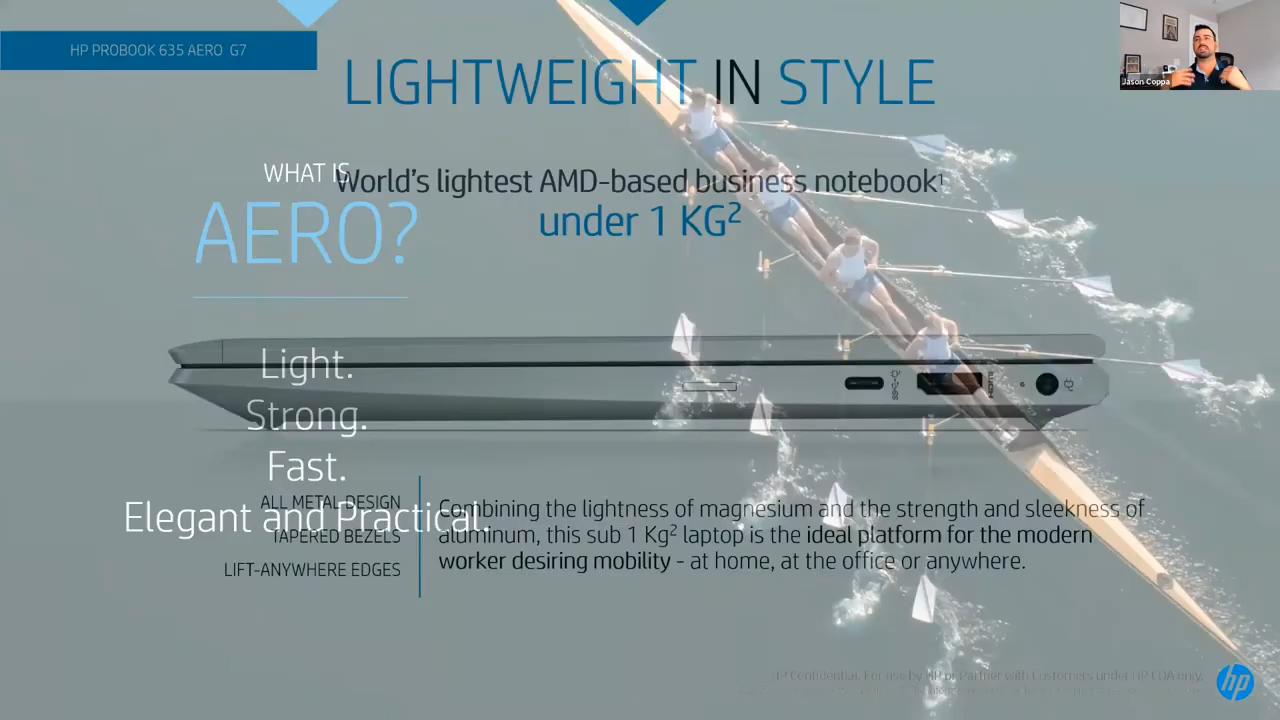 HP PROBOOK 635 AERO G7
LIGHTWEIGHT IN STYLE
Jason Coppa
WHAT IS
AERO?
World's lightest AMD-based business notebook1
under 1 KG²
Light.
Strong.
Fast.
Elegant and Practical.
HDMI
ALL METAL DESIGN
TAPERED BEZELS
LIFT-ANYWHERE EDGES
Combining the lightness of magnesium and the strength and sleekness of
aluminum, this sub 1 Kg² laptop is the ideal platform for the modern
worker desiring mobility - at home, at the office or anywhere.
HP Confidential. For use by HP or Partner with Customers under HP CDA only.
hp